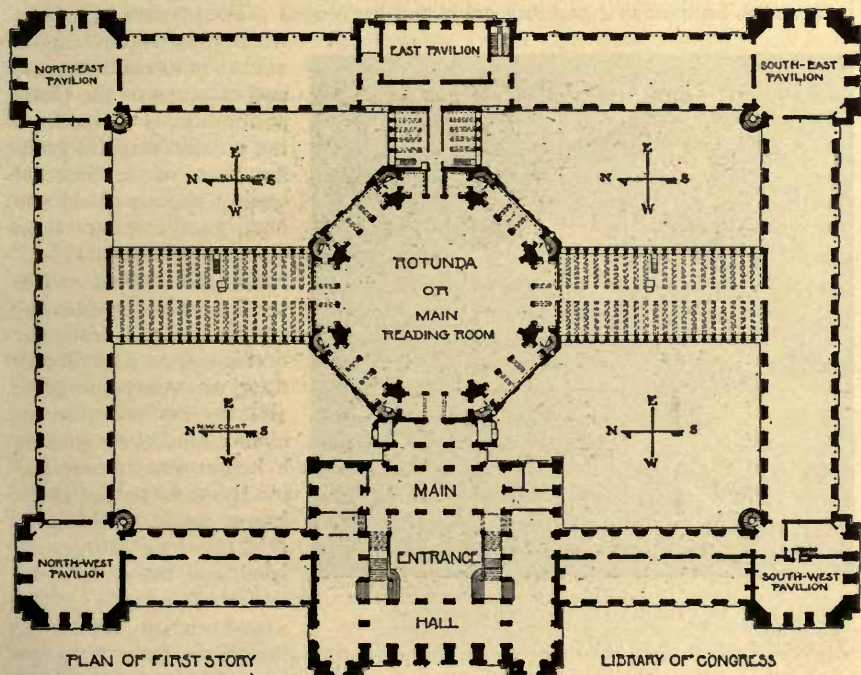 NORTH-EAST
PAVILION
EAST PAVILION
SOUTH-EAST
PAVILION
E
N S
W
E
N S
W
ROTUNDA
OR
MAIN
READING ROOM
E
N N.W. COURT S
W
E
N S
W
MAIN
ENTRANCE
HALL
NORTH-WEST
PAVILION
SOUTH-WEST
PAVILION
PLAN OF FIRST STORY
LIBRARY OF CONGRESS